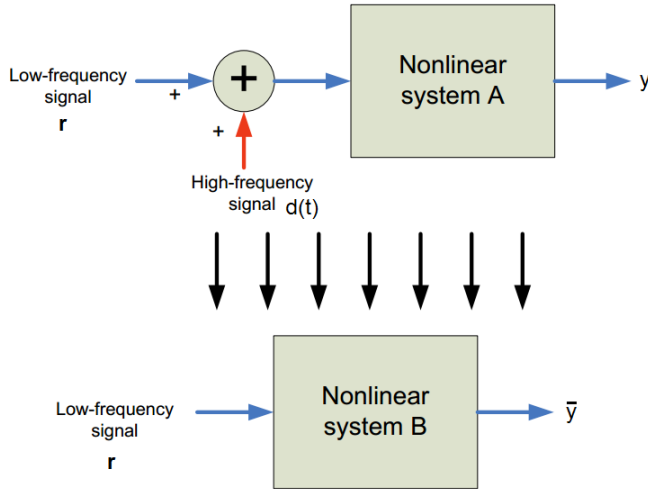 Low-frequency
signal
r
+
+
+
Nonlinear
system A
y
High-frequency
signal d(t)
Low-frequency
signal
r
Nonlinear
system B
ȳ